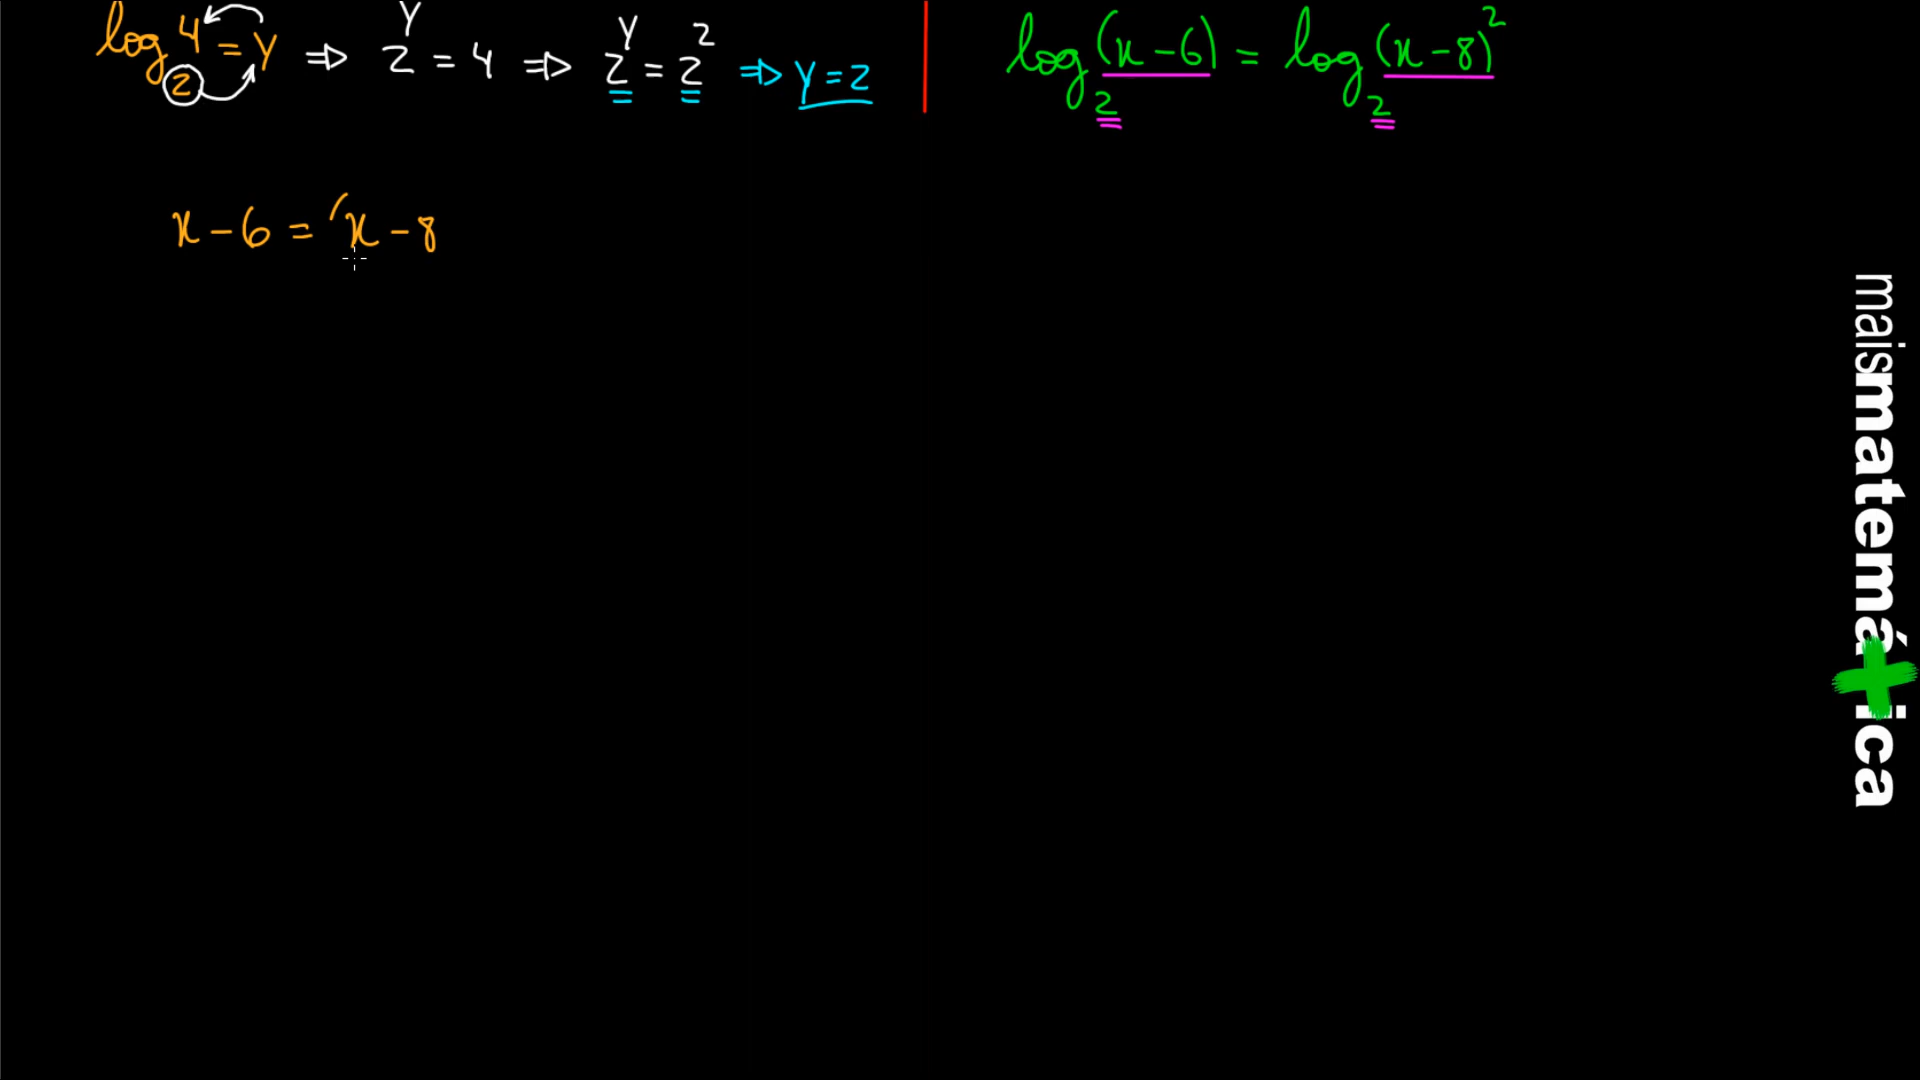 log₂ 4 = y ⇒ 2^y = 4 ⇒ 2^y = 2^2 ⇒ y = 2
log₂ (x - 6) = log₂ (x - 8)^2
x - 6 = (x - 8
maismatemática